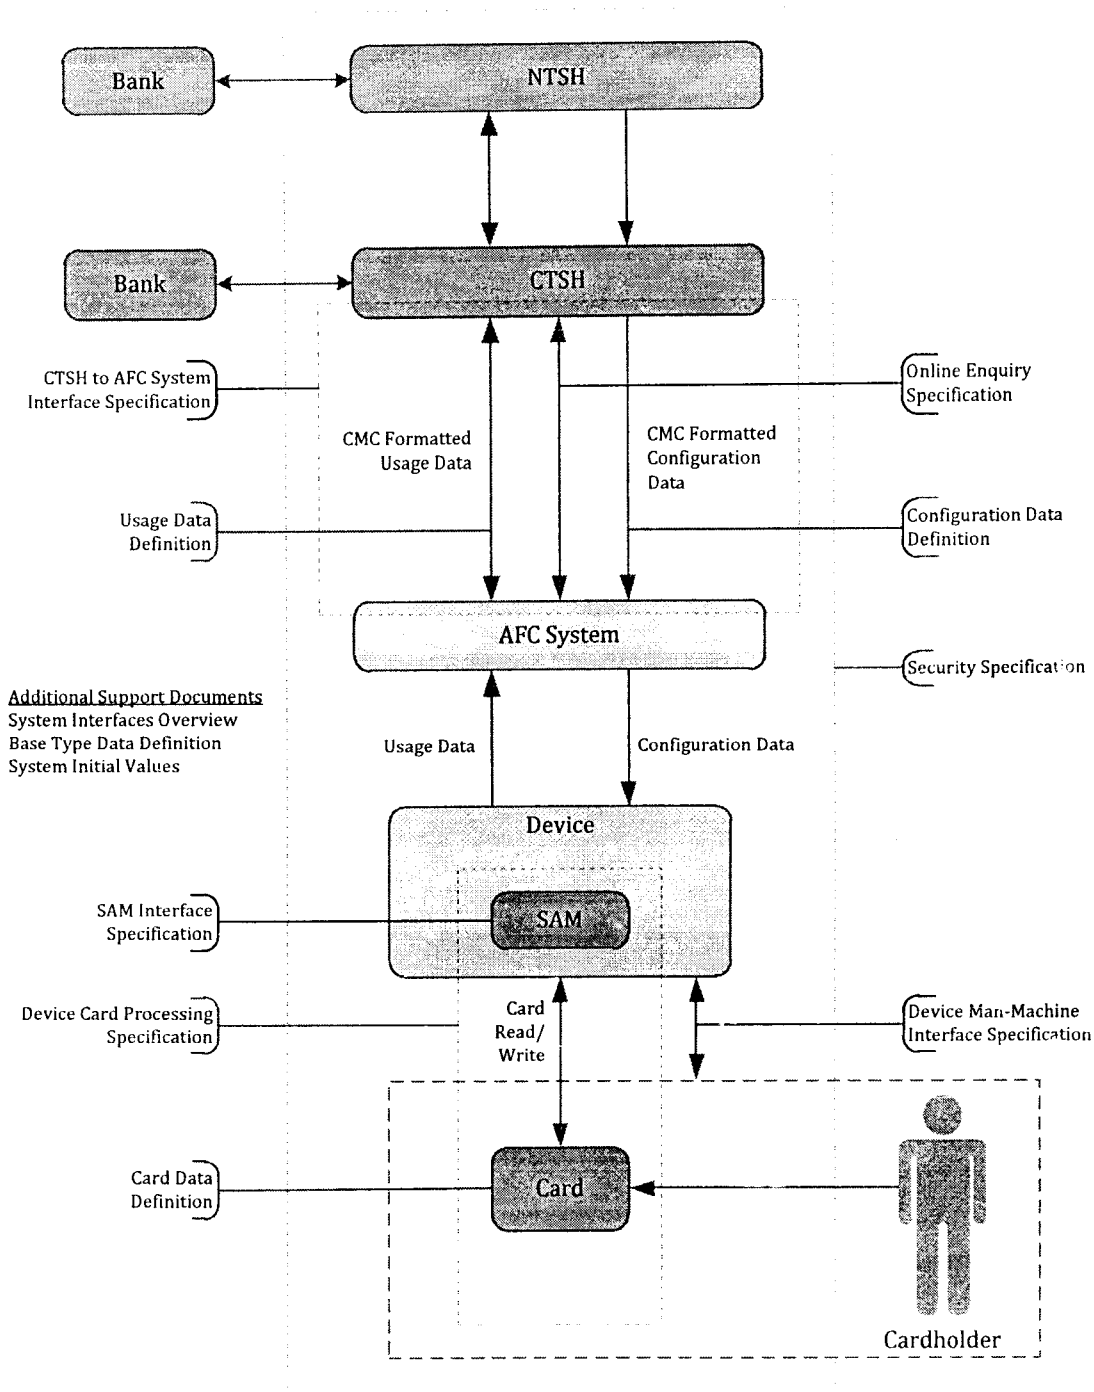 Bank
NTSH
Bank
CTSH
CTSH to AFC System
Interface Specification
Online Enquiry
Specification
CMC Formatted
Usage Data
CMC Formatted
Configuration
Data
Usage Data
Definition
Configuration Data
Definition
AFC System
Security Specification
Additional Support Documents
System Interfaces Overview
Base Type Data Definition
System Initial Values
Usage Data
Configuration Data
Device
SAM Interface
Specification
SAM
Device Card Processing
Specification
Card
Read/
Write
Device Man-Machine
Interface Specification
Card Data
Definition
Card
Cardholder